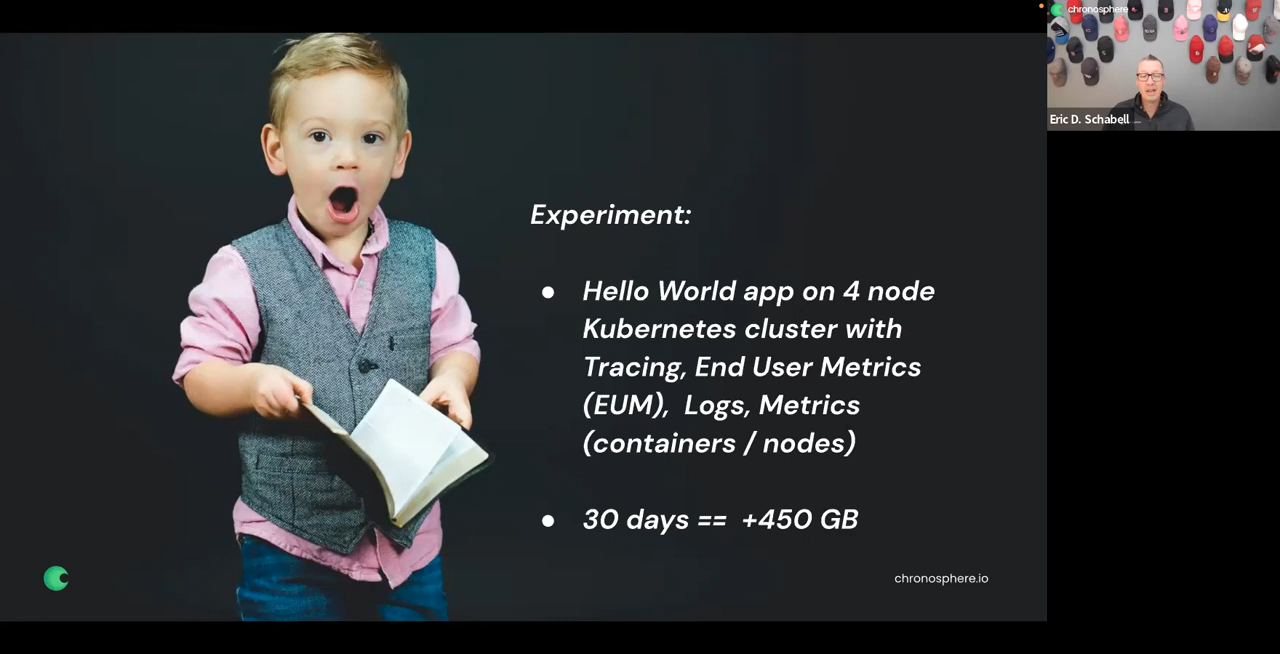 chronosphere
Eric D. Schabell
Experiment:
● Hello World app on 4 node
Kubernetes cluster with
Tracing, End User Metrics
(EUM), Logs, Metrics
(containers / nodes)
● 30 days == +450 GB
chronosphere.io